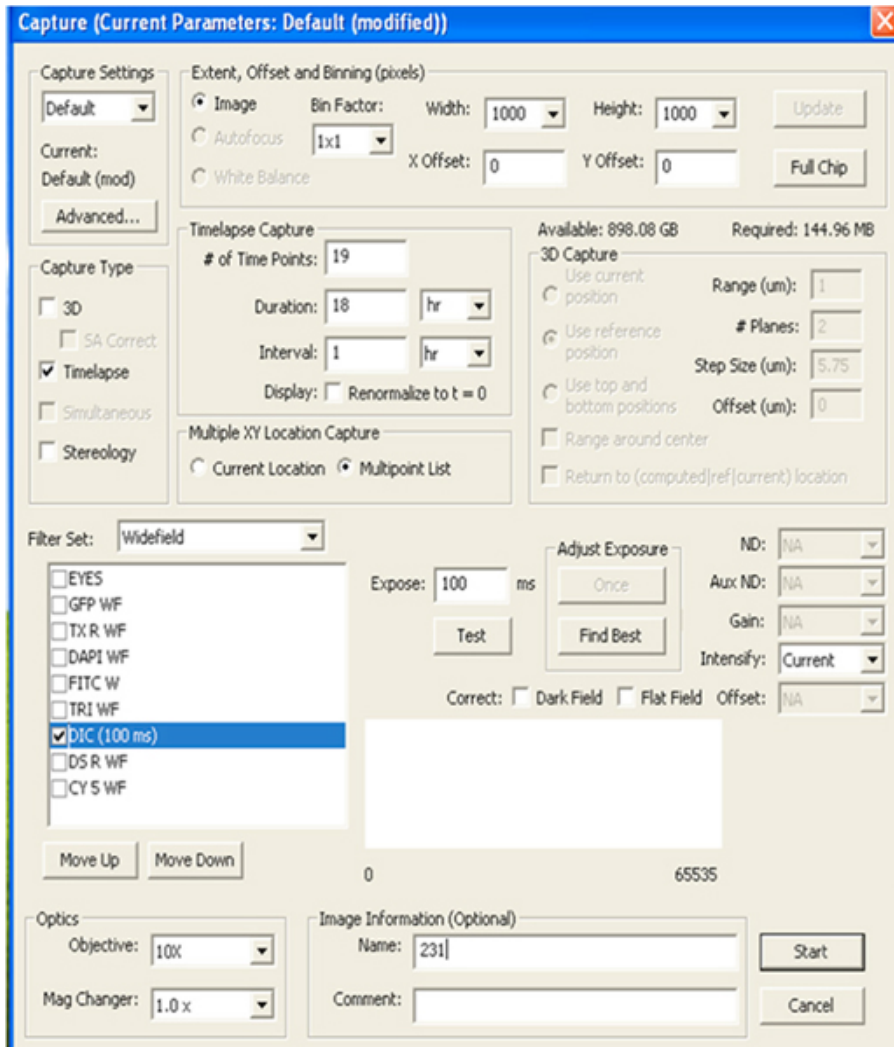 Capture (Current Parameters: Default (modified))
Capture Settings
Default
Current:
Default (mod)
Advanced...
Extent, Offset and Binning (pixels)
Image Bin Factor: Width: 1000 Height: 1000 Update
Autofocus 1x1
White Balance X Offset: 0 Y Offset: 0 Full Chip
Capture Type
3D
SA Correct
Timelapse
Simultaneous
Stereology
Timelapse Capture
# of Time Points: 19
Duration: 18 hr
Interval: 1 hr
Display: Renormalize to t = 0
Multiple XY Location Capture
Current Location Multipoint List
Available: 898.08 GB Required: 144.96 MB
3D Capture
Use current position
Use reference position
Use top and bottom positions
Range (um): 1
# Planes: 2
Step Size (um): 5.75
Offset (um): 0
Range around center
Return to (computed|ref|current) location
Filter Set: Widefield
EYES
GFP WF
TX R WF
DAPI WF
FITC W
TRI WF
DIC (100 ms)
DS R WF
CY 5 WF
Move Up Move Down
Expose: 100 ms
Test
Adjust Exposure
Once
Find Best
ND: NA
Aux ND: NA
Gain: NA
Intensify: Current
Correct: Dark Field Flat Field Offset: NA
0 65535
Optics
Objective: 10X
Mag Changer: 1.0 x
Image Information (Optional)
Name: 231
Comment:
Start
Cancel